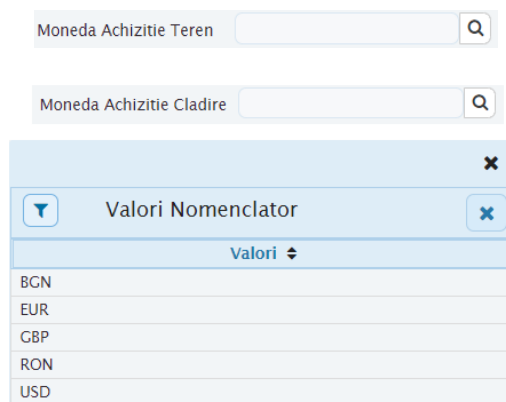 Moneda Achizitie Teren
Moneda Achizitie Cladire
Valori Nomenclator
Valori
BGN
EUR
GBP
RON
USD